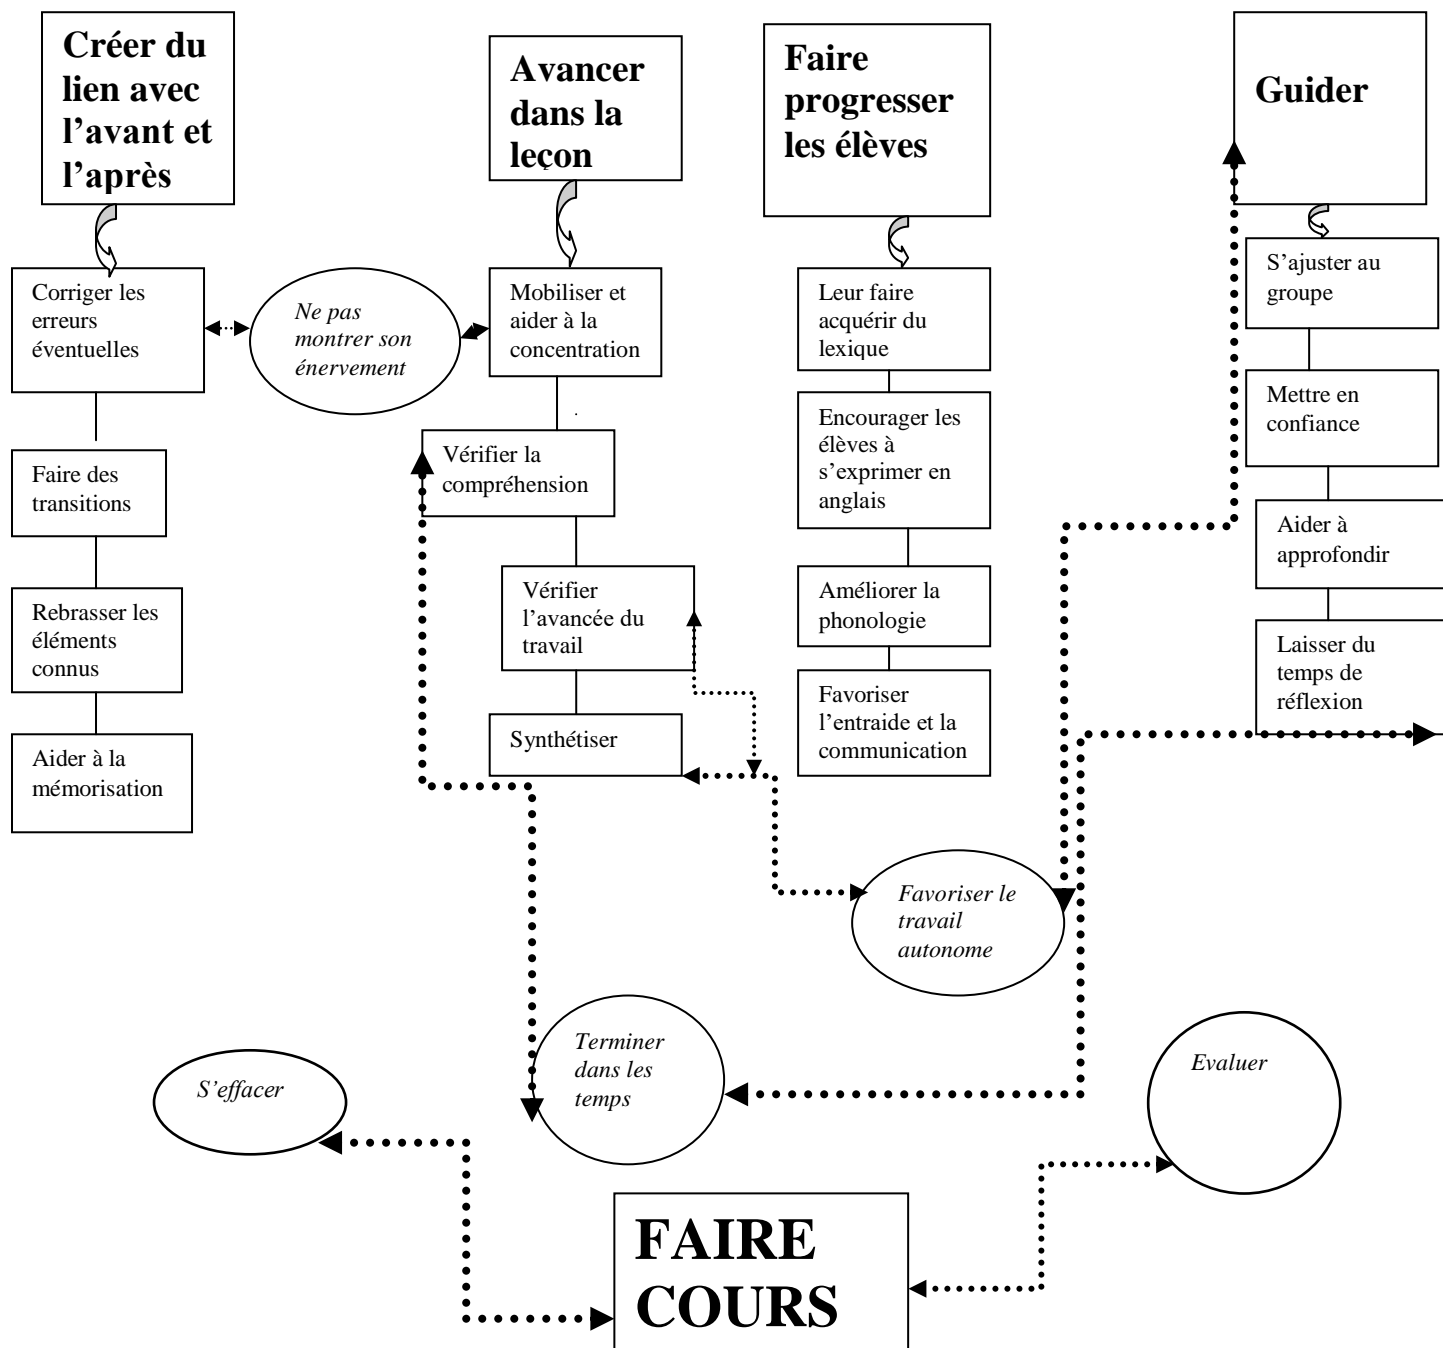 Créer du
lien avec
l’avant et
l’après
Avancer
dans la
leçon
Faire
progresser
les élèves
Guider
Corriger les
erreurs
éventuelles
Ne pas
montrer son
énervement
Mobiliser et
aider à la
concentration
Leur faire
acquérir du
lexique
S’ajuster au
groupe
Faire des
transitions
Vérifier la
compréhension
Encourager les
élèves à
s’exprimer en
anglais
Mettre en
confiance
Rebrasser les
éléments
connus
Vérifier
l’avancée du
travail
Améliorer la
phonologie
Aider à
approfondir
Aider à la
mémorisation
Synthétiser
Favoriser
l’entraide et la
communication
Laisser du
temps de
réflexion
Favoriser le
travail
autonome
S’effacer
Terminer
dans les
temps
Evaluer
FAIRE
COURS